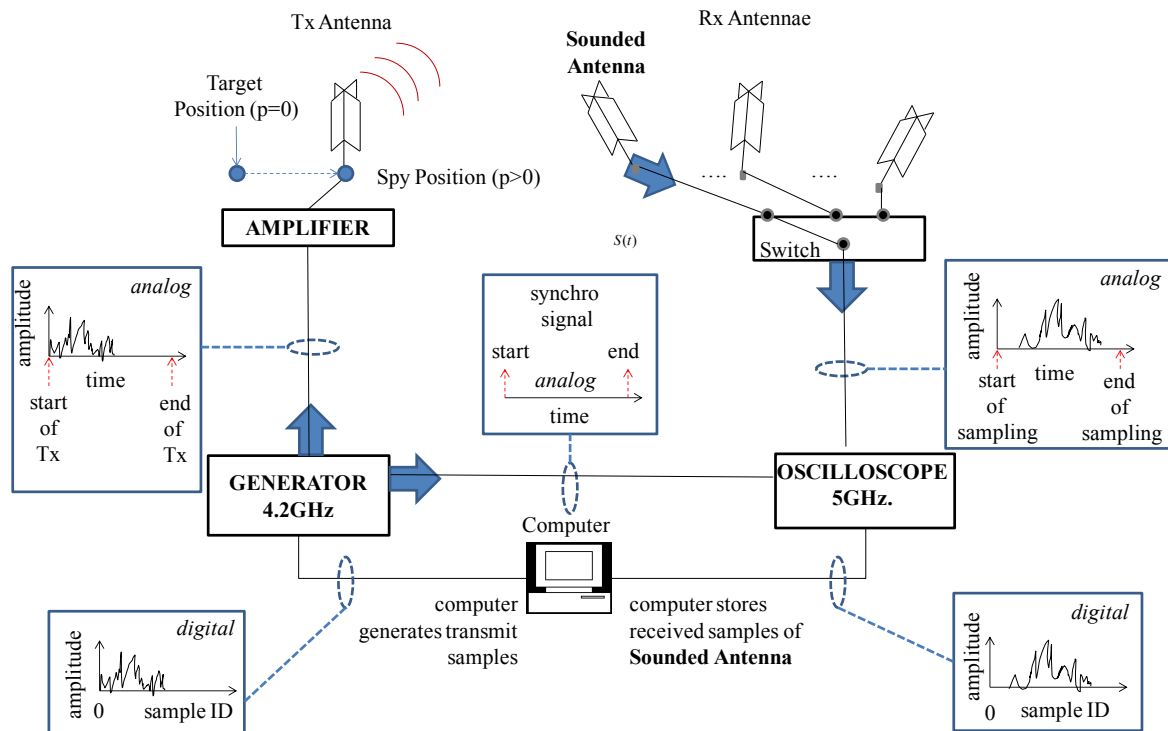 Tx Antenna
Rx Antennae
Sounded
Antenna
Target
Position (p=0)
Spy Position (p>0)
....
....
AMPLIFIER
S(t)
Switch
analog
amplitude
time
start
of
Tx
end
of
Tx
synchro
signal
start
end
analog
time
analog
amplitude
time
start
of
sampling
end
of
sampling
GENERATOR
4.2GHz
OSCILLOSCOPE
5GHz.
Computer
computer
generates transmit
samples
computer stores
received samples of
Sounded Antenna
digital
amplitude
0
sample ID
digital
amplitude
0
sample ID